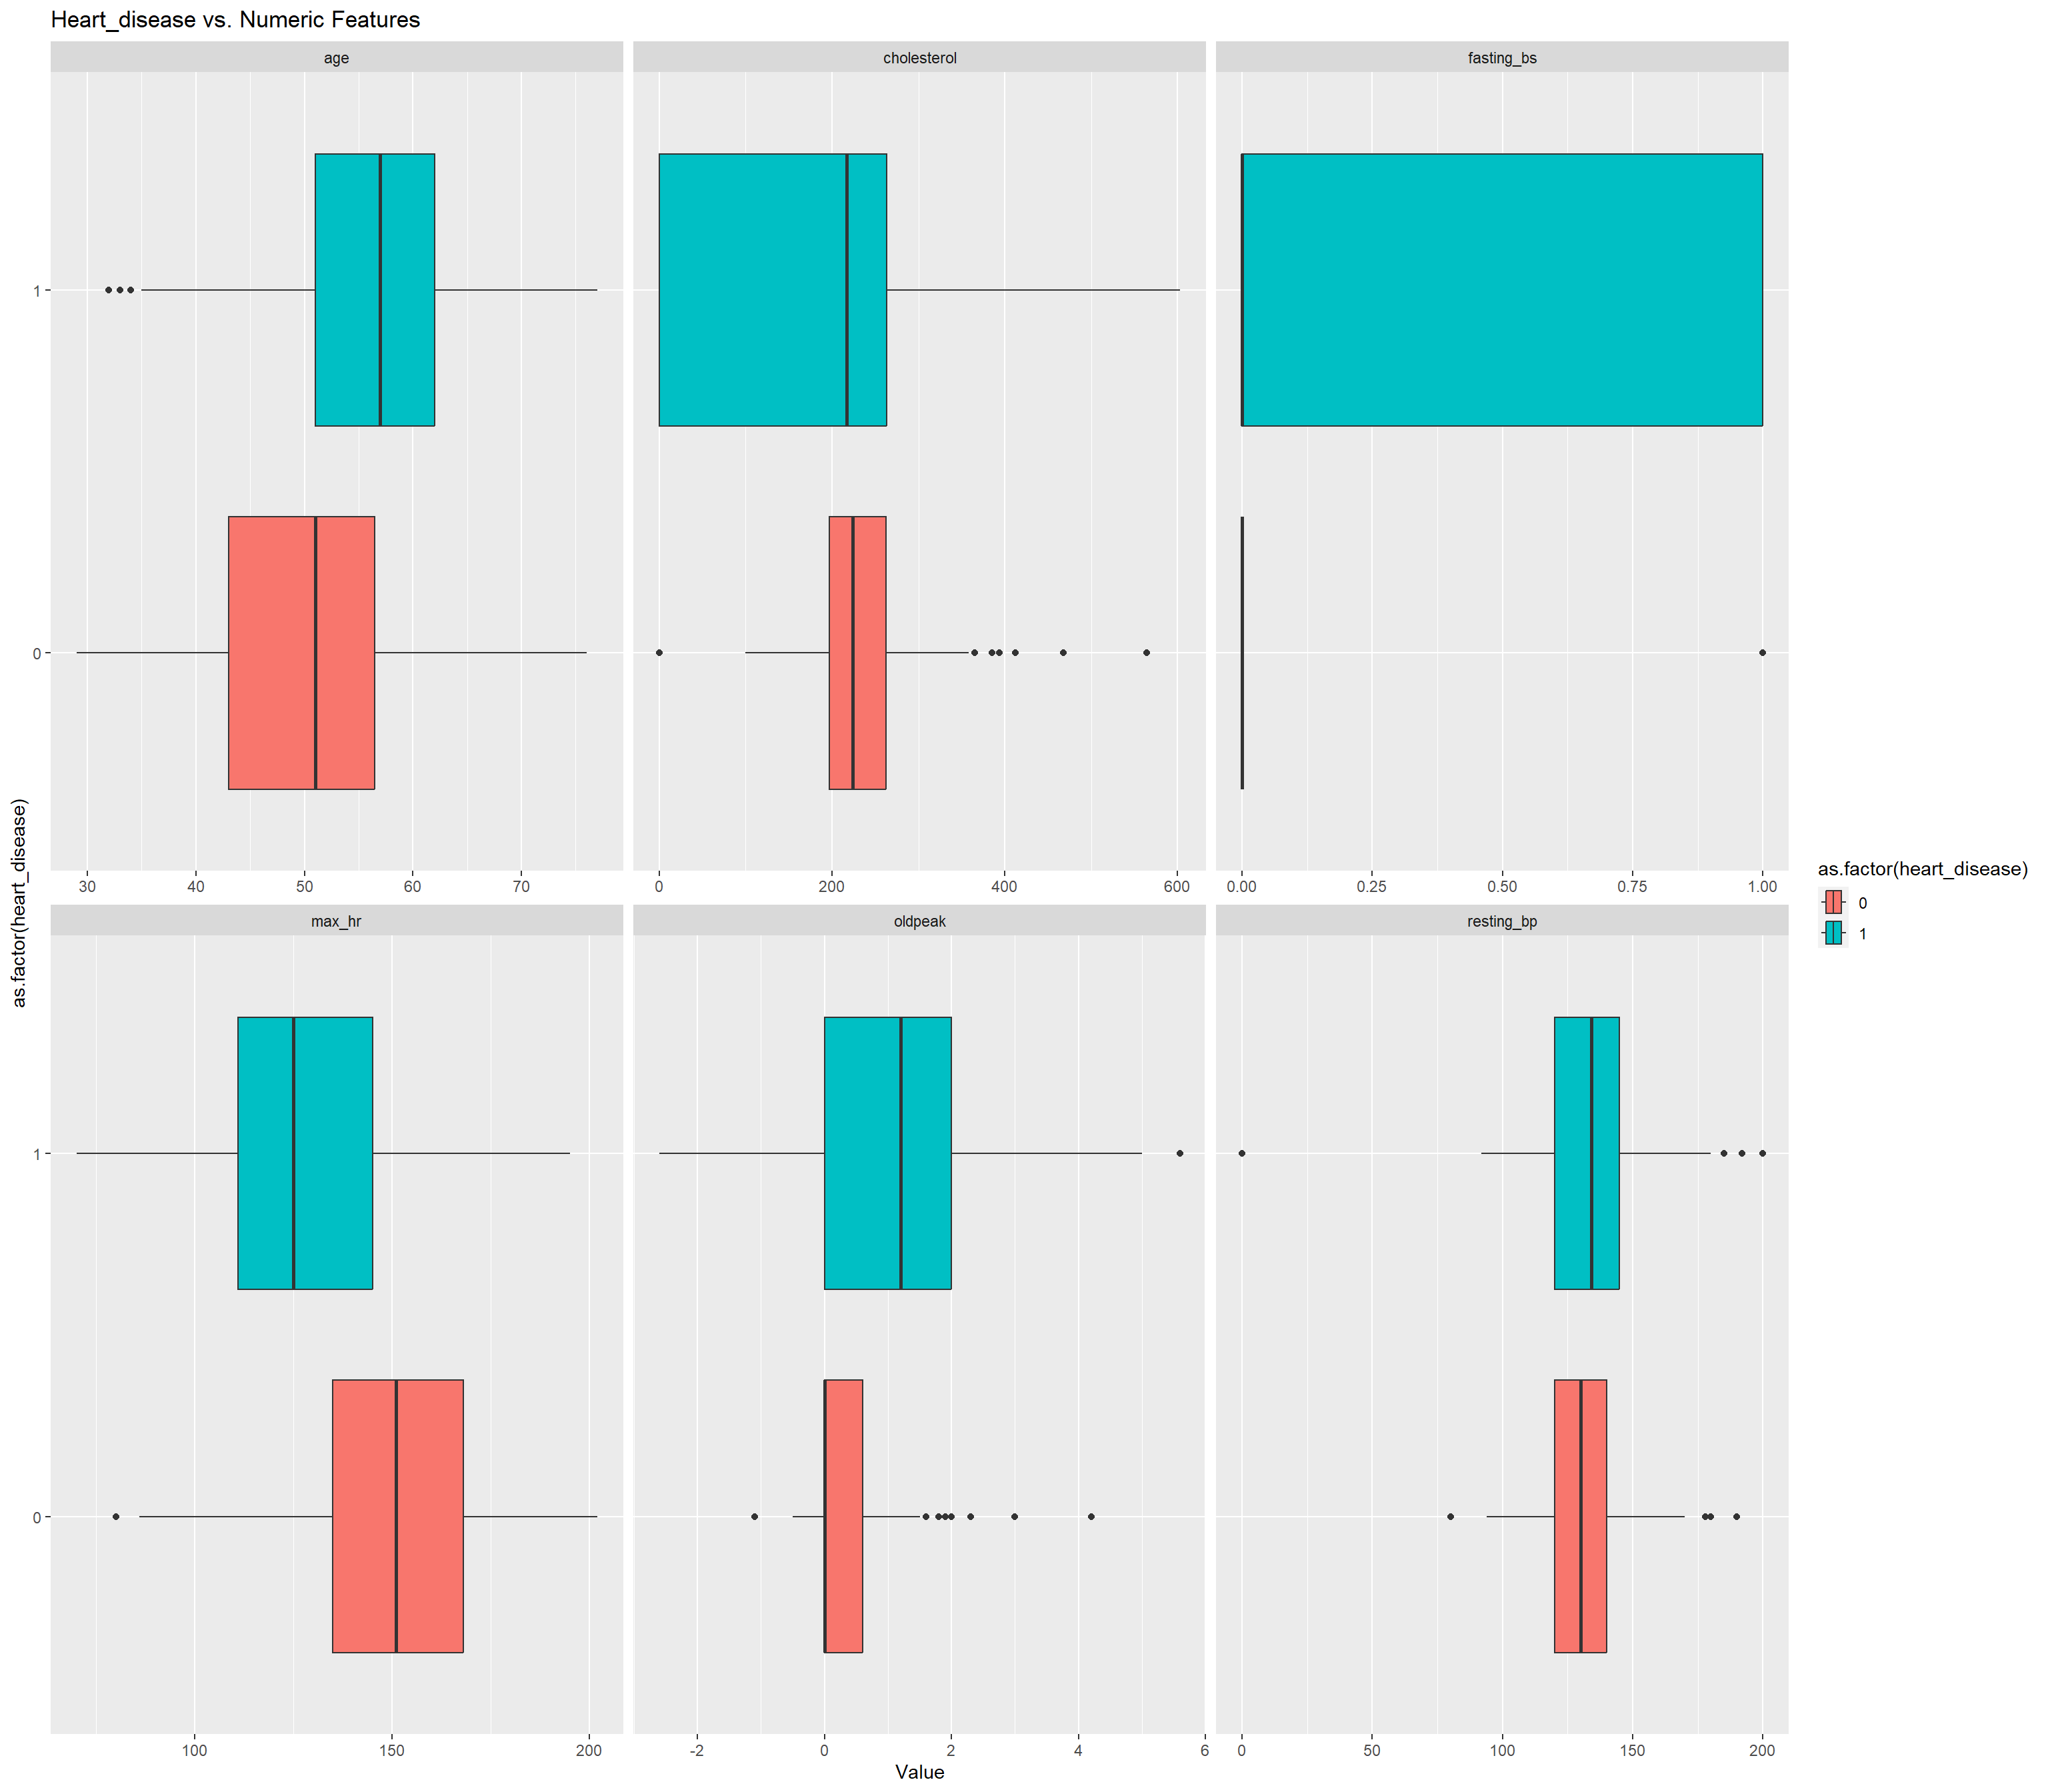 Heart_disease vs. Numeric Features
age
cholesterol
fasting_bs
1
0
30 40 50 60 70
0 200 400 600
0.00 0.25 0.50 0.75 1.00
max_hr
oldpeak
resting_bp
1
0
100 150 200
-2 0 2 4 6
0 50 100 150 200
Value
as.factor(heart_disease)
as.factor(heart_disease)
0
1